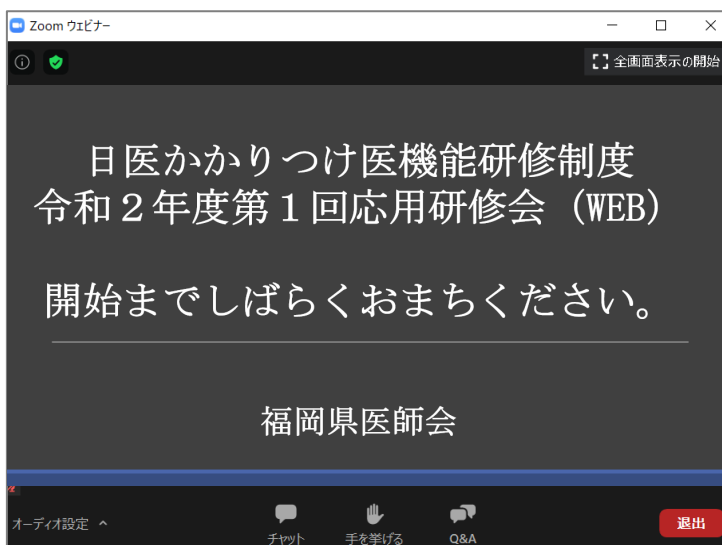 Zoom ウェビナー
全画面表示の開始
日医かかりつけ医機能研修制度
令和２年度第１回応用研修会（WEB）
開始までしばらくおまちください。
福岡県医師会
オーディオ設定
チャット
手を挙げる
Q&A
退出